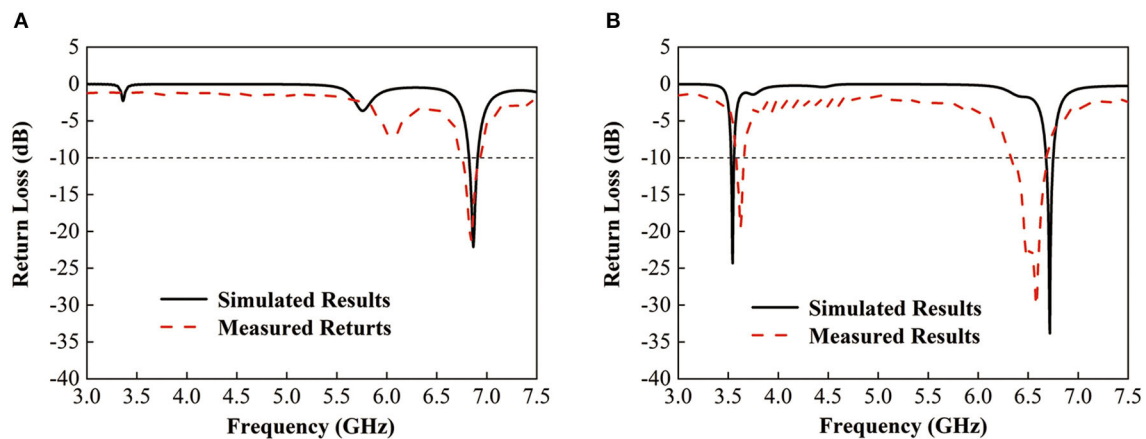 A
5
0
-5
-10
-15
-20
-25
-30
-35
-40
Return Loss (dB)
Simulated Results
Measured Returts
3.0 3.5 4.0 4.5 5.0 5.5 6.0 6.5 7.0 7.5
Frequency (GHz)
B
5
0
-5
-10
-15
-20
-25
-30
-35
-40
Return Loss (dB)
Simulated Results
Measured Results
3.0 3.5 4.0 4.5 5.0 5.5 6.0 6.5 7.0 7.5
Frequency (GHz)